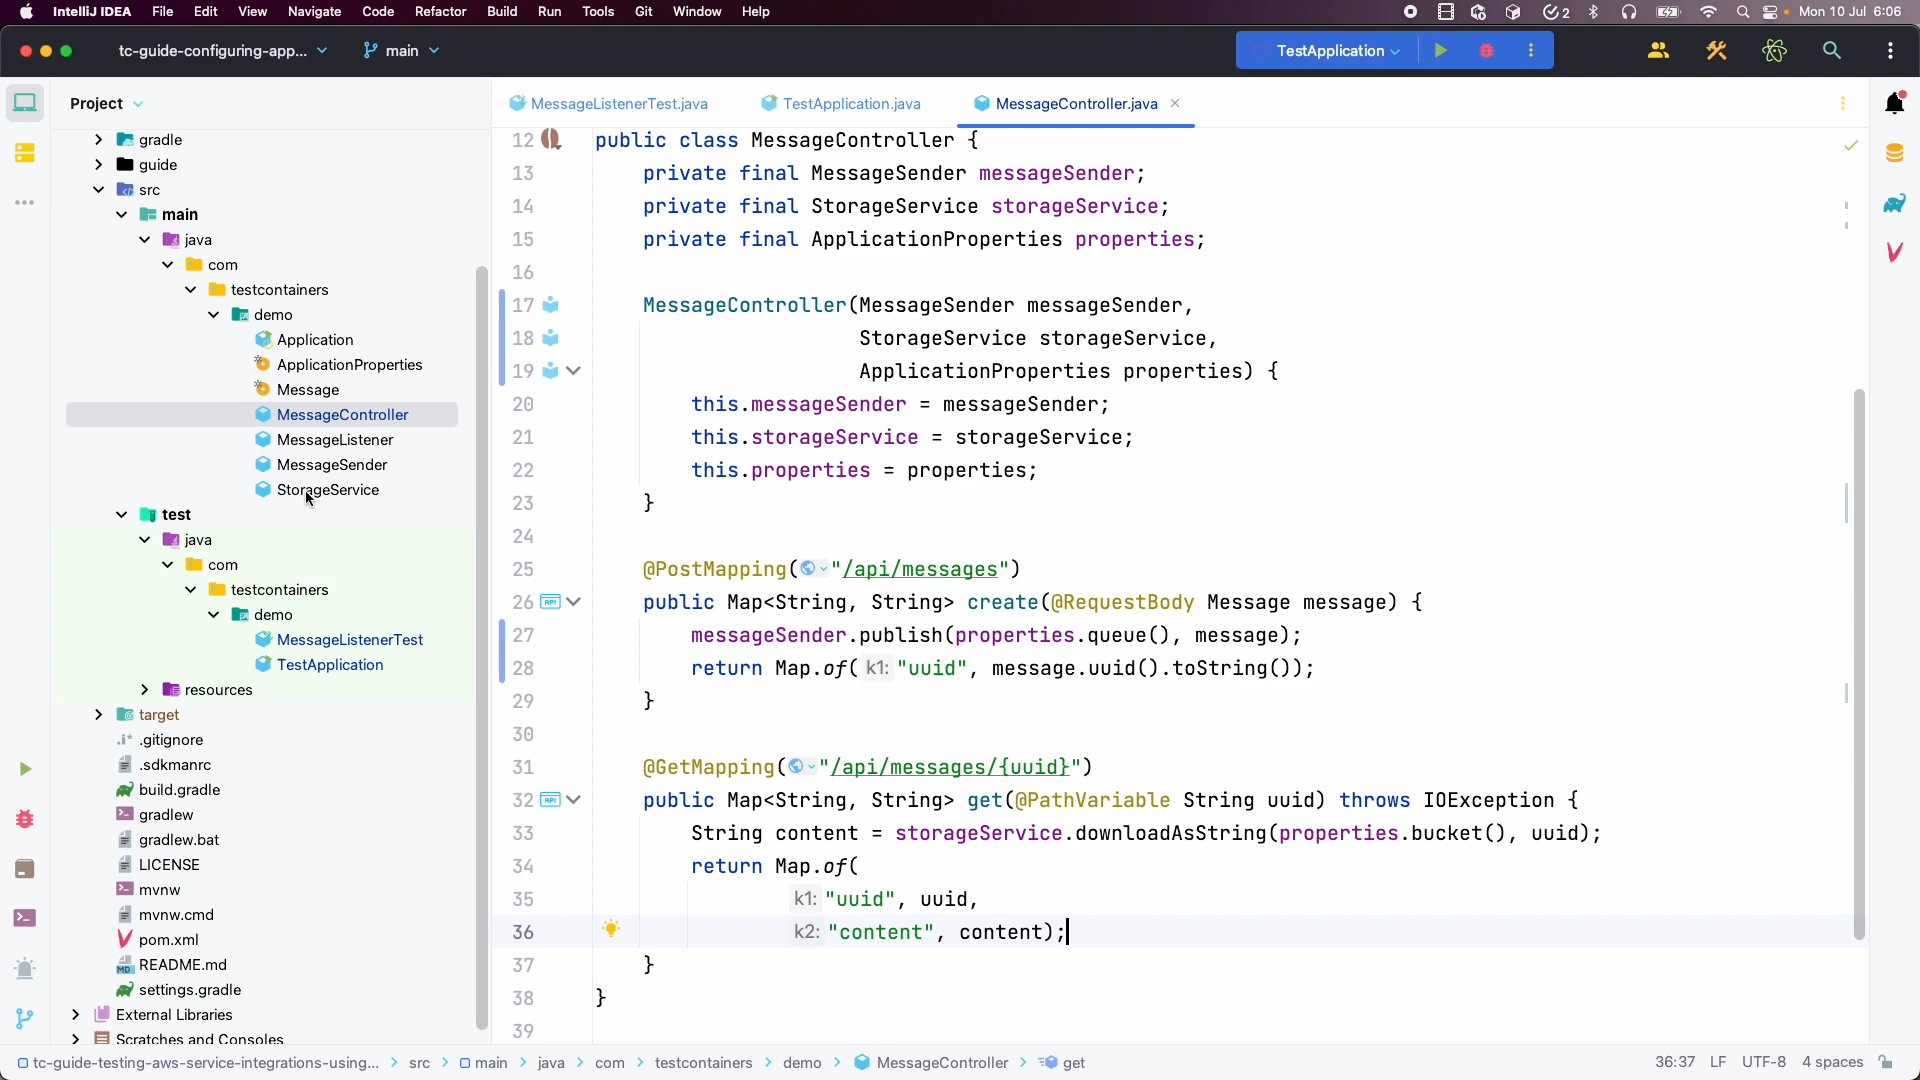 IntelliJ IDEA File Edit View Navigate Code Refactor Build Run Tools Git Window Help 2 Mon 10 Jul 6:06
tc-guide-configuring-app... main TestApplication
Project
MessageListenerTest.java TestApplication.java MessageController.java
gradle
guide
src
main
java
com
testcontainers
demo
Application
ApplicationProperties
Message
MessageController
MessageListener
MessageSender
StorageService
test
java
com
testcontainers
demo
MessageListenerTest
TestApplication
resources
target
.gitignore
.sdkmanrc
build.gradle
gradlew
gradlew.bat
LICENSE
mvnw
mvnw.cmd
pom.xml
README.md
settings.gradle
External Libraries
Scratches and Consoles
12 public class MessageController {
13 private final MessageSender messageSender;
14 private final StorageService storageService;
15 private final ApplicationProperties properties;
16
17 MessageController(MessageSender messageSender,
18 StorageService storageService,
19 ApplicationProperties properties) {
20 this.messageSender = messageSender;
21 this.storageService = storageService;
22 this.properties = properties;
23 }
24
25 @PostMapping("/api/messages")
26 API public Map<String, String> create(@RequestBody Message message) {
27 messageSender.publish(properties.queue(), message);
28 return Map.of( k1: "uuid", message.uuid().toString());
29 }
30
31 @GetMapping("/api/messages/{uuid}")
32 API public Map<String, String> get(@PathVariable String uuid) throws IOException {
33 String content = storageService.downloadAsString(properties.bucket(), uuid);
34 return Map.of(
35 k1: "uuid", uuid,
36 k2: "content", content);
37 }
38 }
39
tc-guide-testing-aws-service-integrations-using... > src > main > java > com > testcontainers > demo > MessageController > get 36:37 LF UTF-8 4 spaces